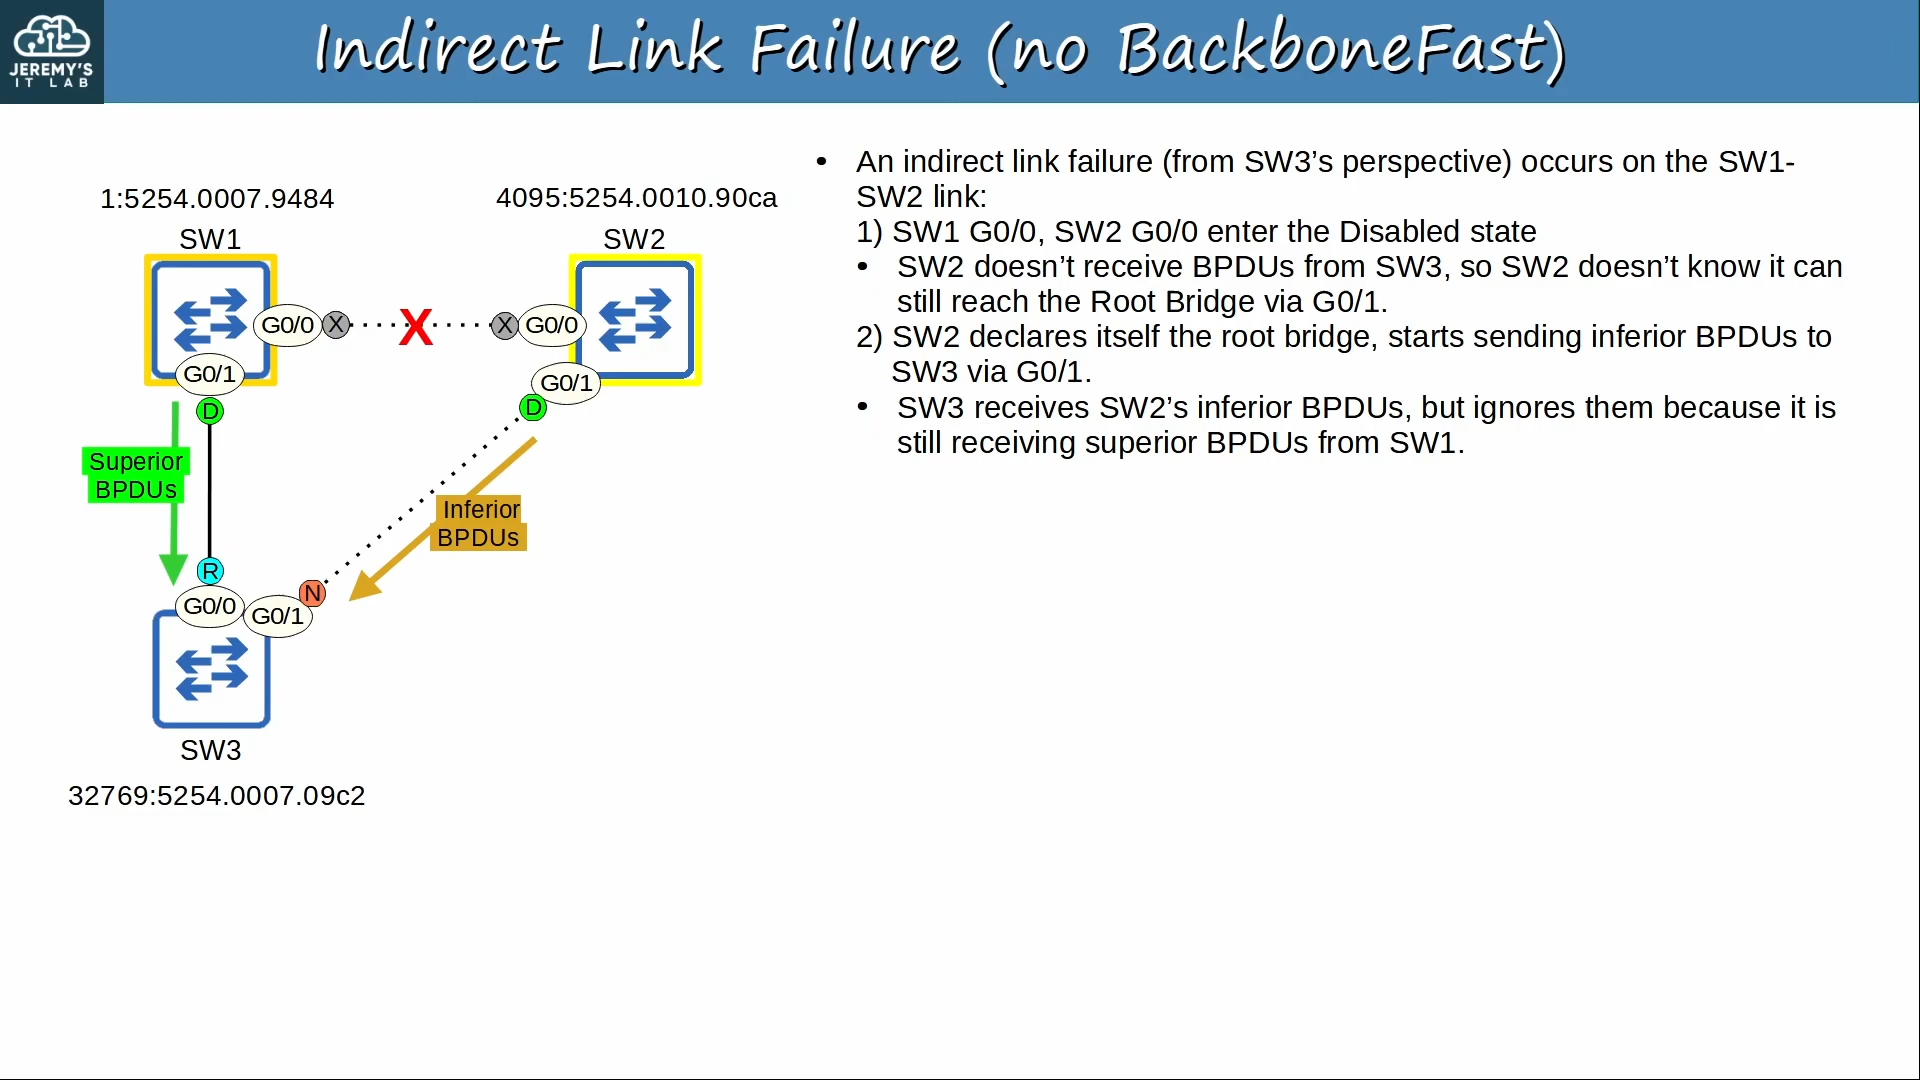 JEREMY'S
IT LAB
Indirect Link Failure (no BackboneFast)
1:5254.0007.9484
4095:5254.0010.90ca
SW1
SW2
G0/0
X
X
X
G0/0
G0/1
G0/1
D
D
Superior
BPDUs
Inferior
BPDUs
R
N
G0/0
G0/1
SW3
32769:5254.0007.09c2
• An indirect link failure (from SW3’s perspective) occurs on the SW1-
SW2 link:
1) SW1 G0/0, SW2 G0/0 enter the Disabled state
• SW2 doesn’t receive BPDUs from SW3, so SW2 doesn’t know it can
still reach the Root Bridge via G0/1.
2) SW2 declares itself the root bridge, starts sending inferior BPDUs to
SW3 via G0/1.
• SW3 receives SW2’s inferior BPDUs, but ignores them because it is
still receiving superior BPDUs from SW1.